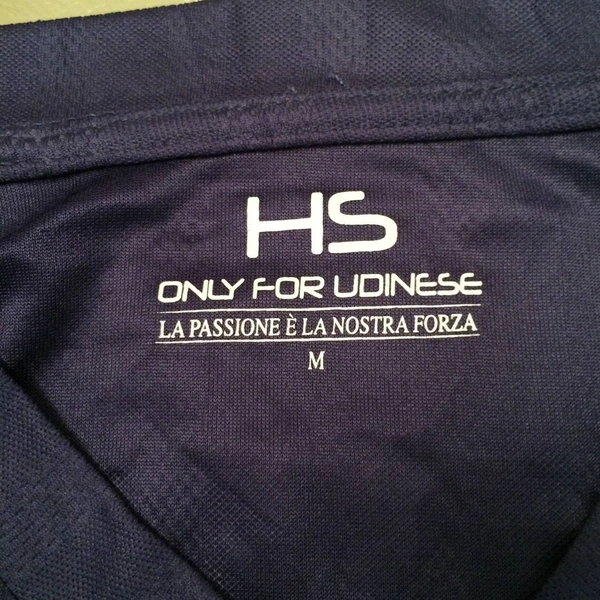 HS
ONLY FOR UDINESE
LA PASSIONE È LA NOSTRA FORZA
M